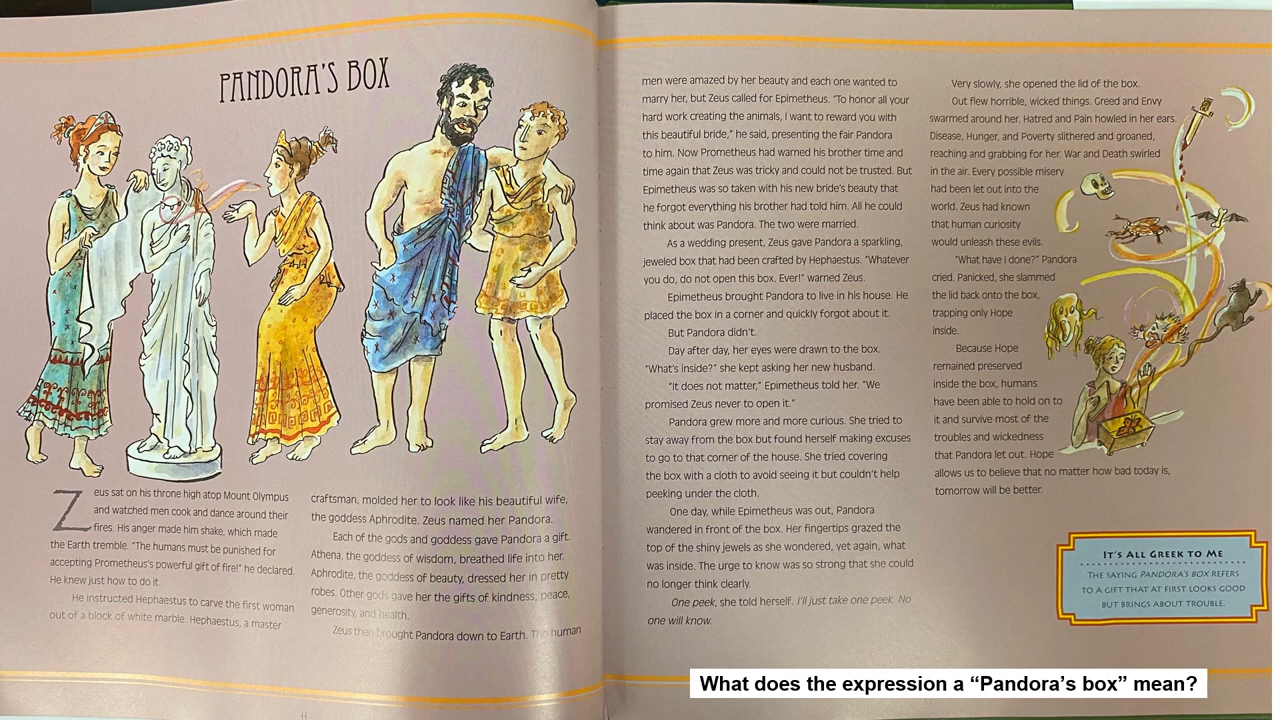 PANDORA'S BOX
Zeus sat on his throne high atop Mount Olympus
and watched men cook and dance around their
fires. His anger made him shake, which made
the Earth tremble. "The humans must be punished for
accepting Prometheus's powerful gift of fire!" he declared.
He knew just how to do it.
He instructed Hephaestus to carve the first woman
out of a block of white marble. Hephaestus, a master
craftsman, molded her to look like his beautiful wife,
the goddess Aphrodite. Zeus named her Pandora.
Each of the gods and goddess gave Pandora a gift.
Athena, the goddess of wisdom, breathed life into her.
Aphrodite, the goddess of beauty, dressed her in pretty
robes. Other gods gave her the gifts of kindness, peace,
generosity, and health.
Zeus then brought Pandora down to Earth. The human
men were amazed by her beauty and each one wanted to
marry her, but Zeus called for Epimetheus. "To honor all your
hard work creating the animals, I want to reward you with
this beautiful bride," he said, presenting the fair Pandora
to him. Now Prometheus had warned his brother time and
time again that Zeus was tricky and could not be trusted. But
Epimetheus was so taken with his new bride's beauty that
he forgot everything his brother had told him. All he could
think about was Pandora. The two were married.
As a wedding present, Zeus gave Pandora a sparkling,
jeweled box that had been crafted by Hephaestus. "Whatever
you do, do not open this box. Ever!" warned Zeus.
Epimetheus brought Pandora to live in his house. He
placed the box in a corner and quickly forgot about it.
But Pandora didn't.
Day after day, her eyes were drawn to the box.
"What's inside?" she kept asking her new husband.
"It does not matter," Epimetheus told her. "We
promised Zeus never to open it."
Pandora grew more and more curious. She tried to
stay away from the box but found herself making excuses
to go to that corner of the house. She tried covering
the box with a cloth to avoid seeing it but couldn't help
peeking under the cloth.
One day, while Epimetheus was out, Pandora
wandered in front of the box. Her fingertips grazed the
top of the shiny jewels as she wondered, yet again, what
was inside. The urge to know was so strong that she could
no longer think clearly.
One peek, she told herself. I'll just take one peek. No
one will know.
Very slowly, she opened the lid of the box.
Out flew horrible, wicked things. Greed and Envy
swarmed around her. Hatred and Pain howled in her ears.
Disease, Hunger, and Poverty slithered and groaned,
reaching and grabbing for her. War and Death swirled
in the air. Every possible misery
had been let out into the
world. Zeus had known
that human curiosity
would unleash these evils.
"What have I done?" Pandora
cried. Panicked, she slammed
the lid back onto the box,
trapping only Hope
inside.
Because Hope
remained preserved
inside the box, humans
have been able to hold on to
it and survive most of the
troubles and wickedness
that Pandora let out. Hope
allows us to believe that no matter how bad today is,
tomorrow will be better.
IT'S ALL GREEK TO ME
THE SAYING PANDORA'S BOX REFERS
TO A GIFT THAT AT FIRST LOOKS GOOD
BUT BRINGS ABOUT TROUBLE.
What does the expression a “Pandora’s box” mean?